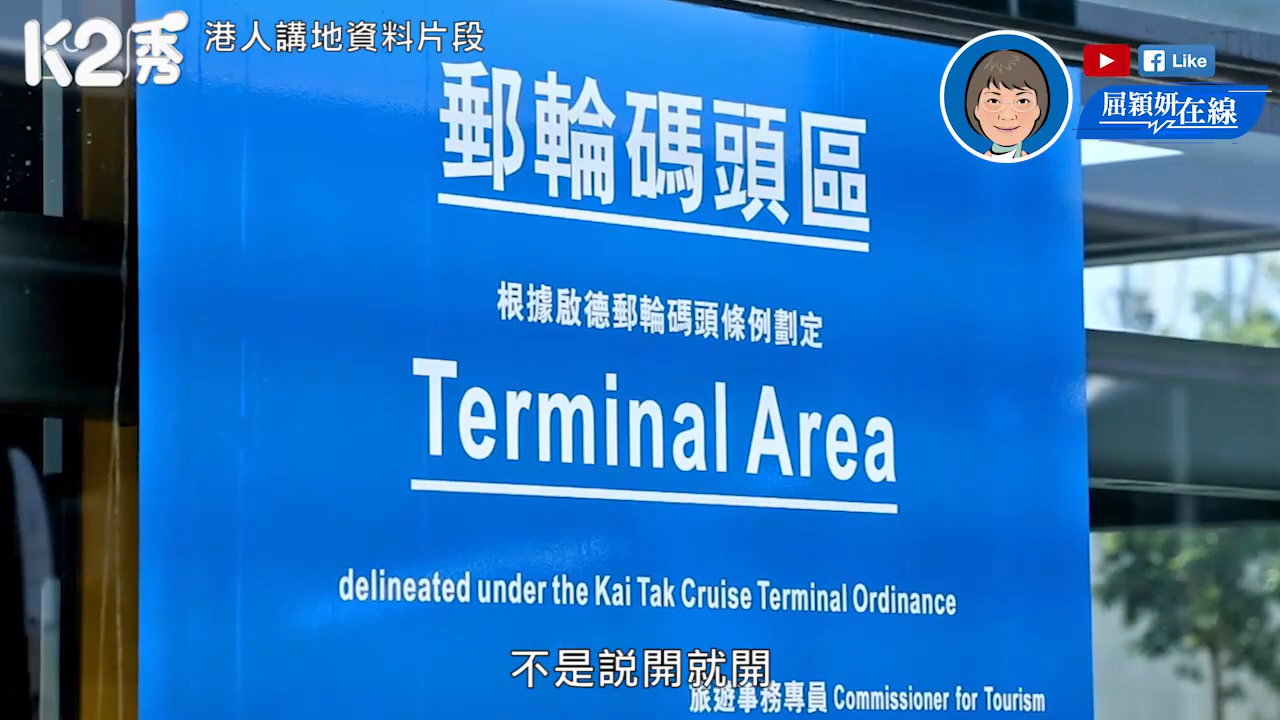 K2秀
港人講地資料片段
Like
屈穎妍在線
郵輪碼頭區
根據啟德郵輪碼頭條例劃定
Terminal Area
delineated under the Kai Tak Cruise Terminal Ordinance
不是説開就開
旅遊事務專員 Commissioner for Tourism